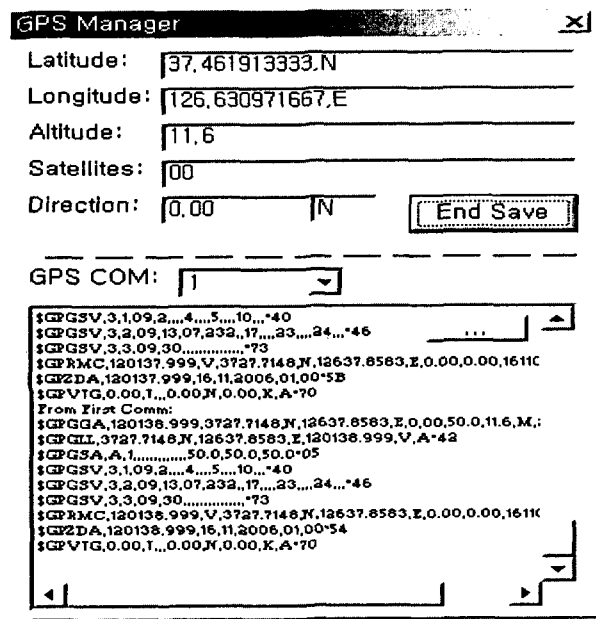 GPS Manager
Latitude: 37.461913333,N
Longitude: 126.630971667,E
Altitude: 11.6
Satellites: 00
Direction: 0.00 N End Save
GPS COM: 1
$GPGSV,3,1,09,2,,,,4,,,,5,,,,10,,,*40
$GPGSV,3,2,09,13,07,232,,17,,,,23,,,,24,,,*46
...
$GPGSV,3,3,09,30,,,,,,,,,,,,,,,*73
$GPRMC,120137.999,V,3727.7148,N,12637.8583,E,0.00,0.00,1611(
$GPZDA,120137.999,16,11,2006,01,00*5B
$GPVTG,0.00,T,,,0.00,N,0.00,K,A*70
From First Comm:
$GPGGA,120138.999,3727.7148,N,12637.8583,E,0,00,50.0,11.6,M,:
$GPGLL,3727.7148,N,12637.8583,E,120138.999,V,A*42
$GPGSA,A,1,,,,,,,,,,,,,50.0,50.0,50.0*05
$GPGSV,3,1,09,2,,,,4,,,,5,,,,10,,,*40
$GPGSV,3,2,09,13,07,232,,17,,,,23,,,,24,,,*46
$GPGSV,3,3,09,30,,,,,,,,,,,,,,,*73
$GPRMC,120138.999,V,3727.7148,N,12637.8583,E,0.00,0.00,1611(
$GPZDA,120138.999,16,11,2006,01,00*54
$GPVTG,0.00,T,,,0.00,N,0.00,K,A*70